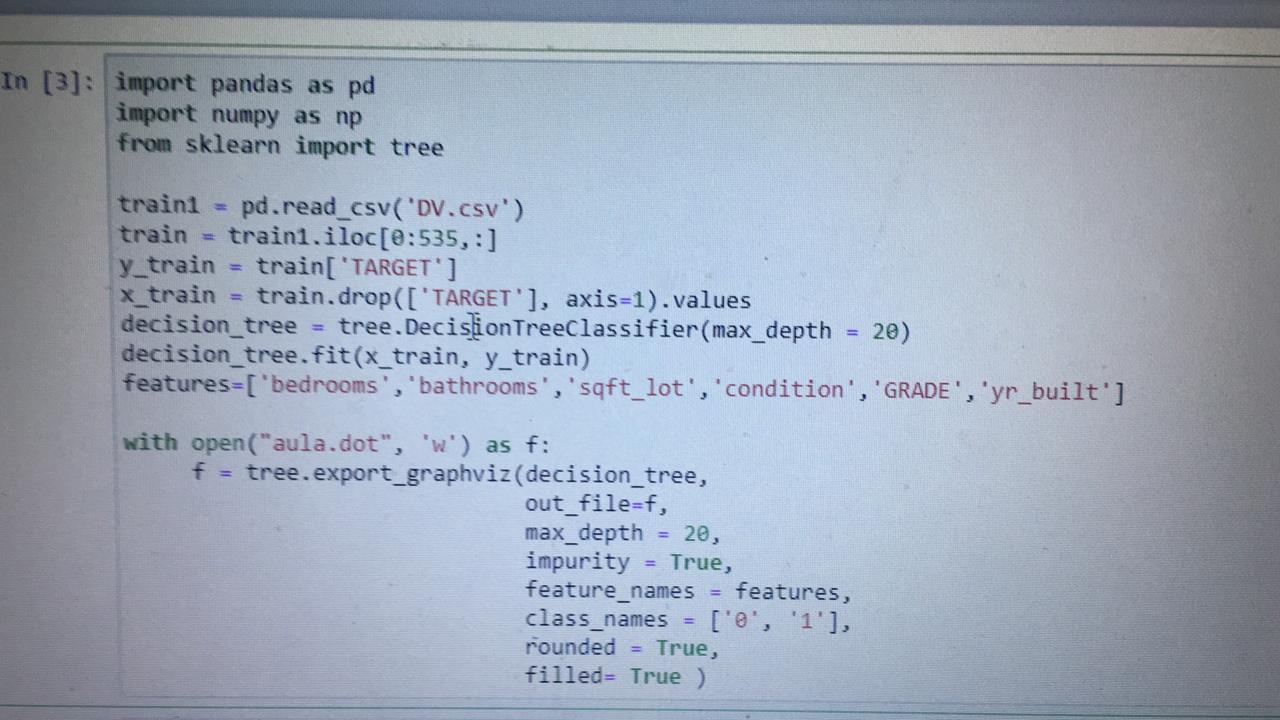 In [3]: import pandas as pd
import numpy as np
from sklearn import tree
train1 = pd.read_csv('DV.csv')
train = train1.iloc[0:535,:]
y_train = train['TARGET']
x_train = train.drop(['TARGET'], axis=1).values
decision_tree = tree.DecisionTreeClassifier(max_depth = 20)
decision_tree.fit(x_train, y_train)
features=['bedrooms','bathrooms','sqft_lot','condition','GRADE','yr_built']
with open("aula.dot", 'w') as f:
f = tree.export_graphviz(decision_tree,
out_file=f,
max_depth = 20,
impurity = True,
feature_names = features,
class_names = ['0', '1'],
rounded = True,
filled= True )